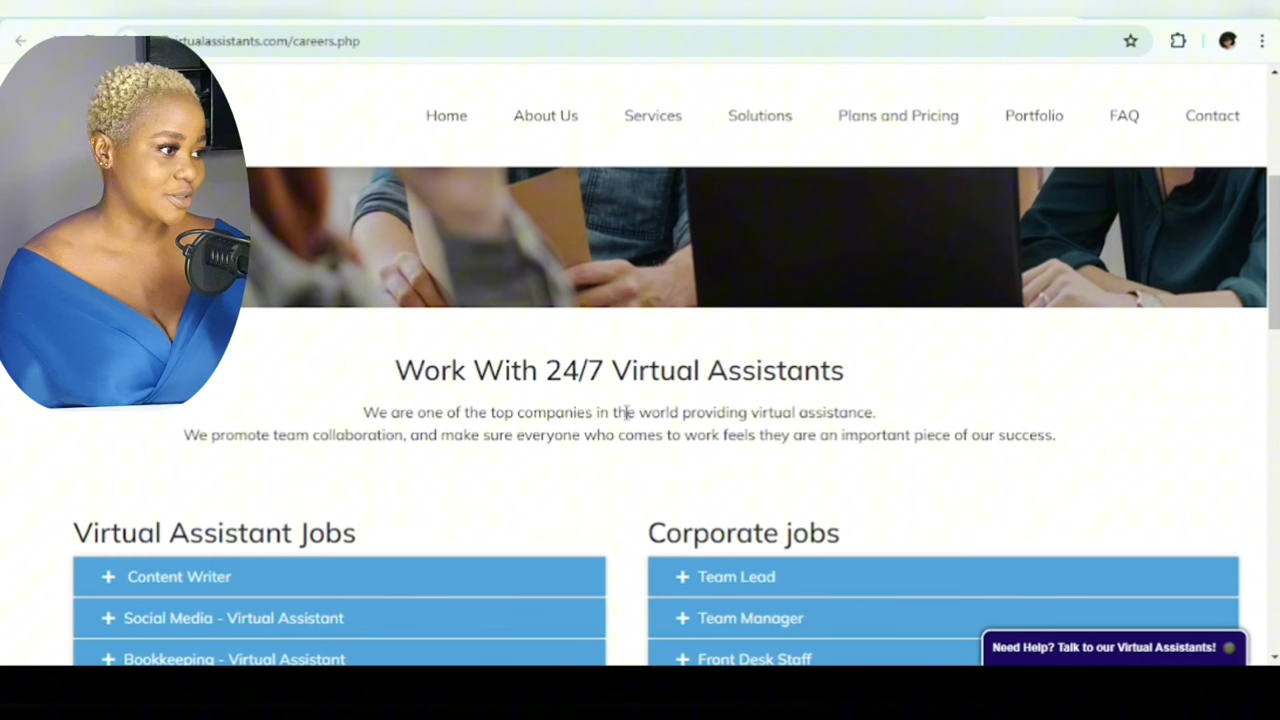 rtualassistants.com/careers.php
Home About Us Services Solutions Plans and Pricing Portfolio FAQ Contact
Work With 24/7 Virtual Assistants
We are one of the top companies in the world providing virtual assistance.
We promote team collaboration, and make sure everyone who comes to work feels they are an important piece of our success.
Virtual Assistant Jobs
+ Content Writer
+ Social Media - Virtual Assistant
+ Bookkeeping - Virtual Assistant
Corporate jobs
+ Team Lead
+ Team Manager
+ Front Desk Staff
Need Help? Talk to our Virtual Assistants!